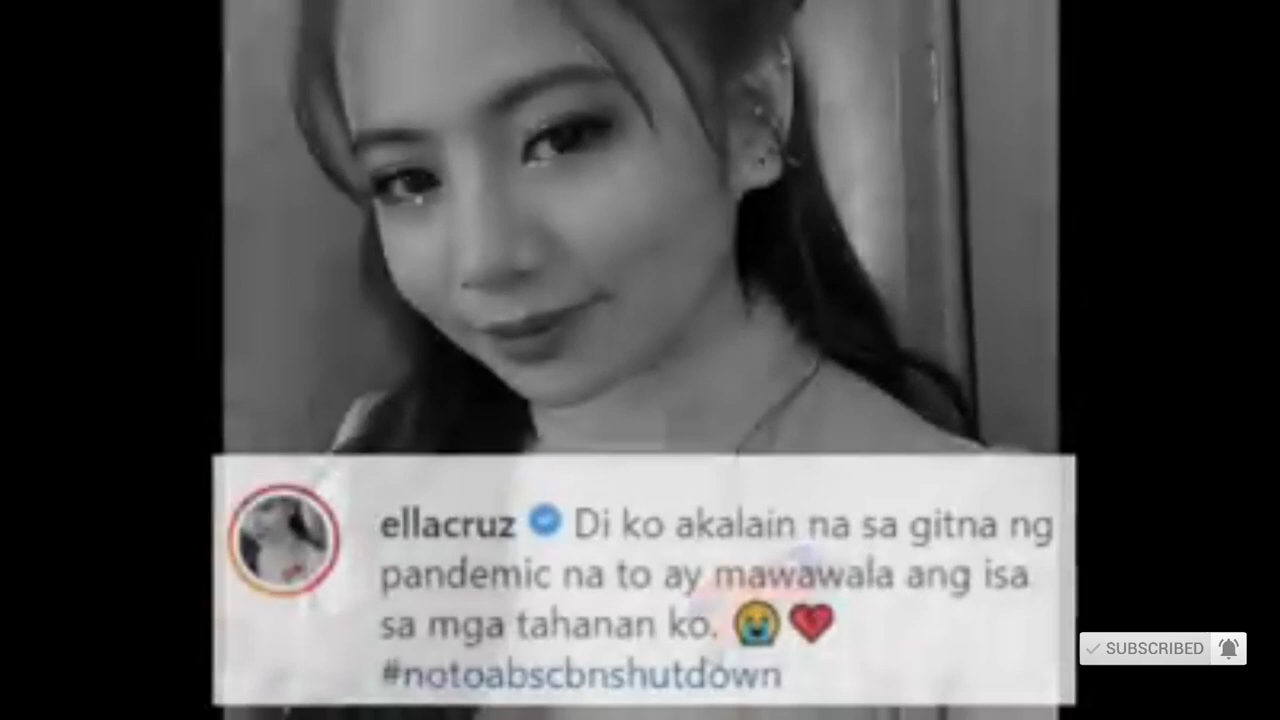 ellacruz Di ko akalain na sa gitna ng
pandemic na to ay mawawala ang isa
sa mga tahanan ko. 😭💔
#notoabscbnshutdown
SUBSCRIBED